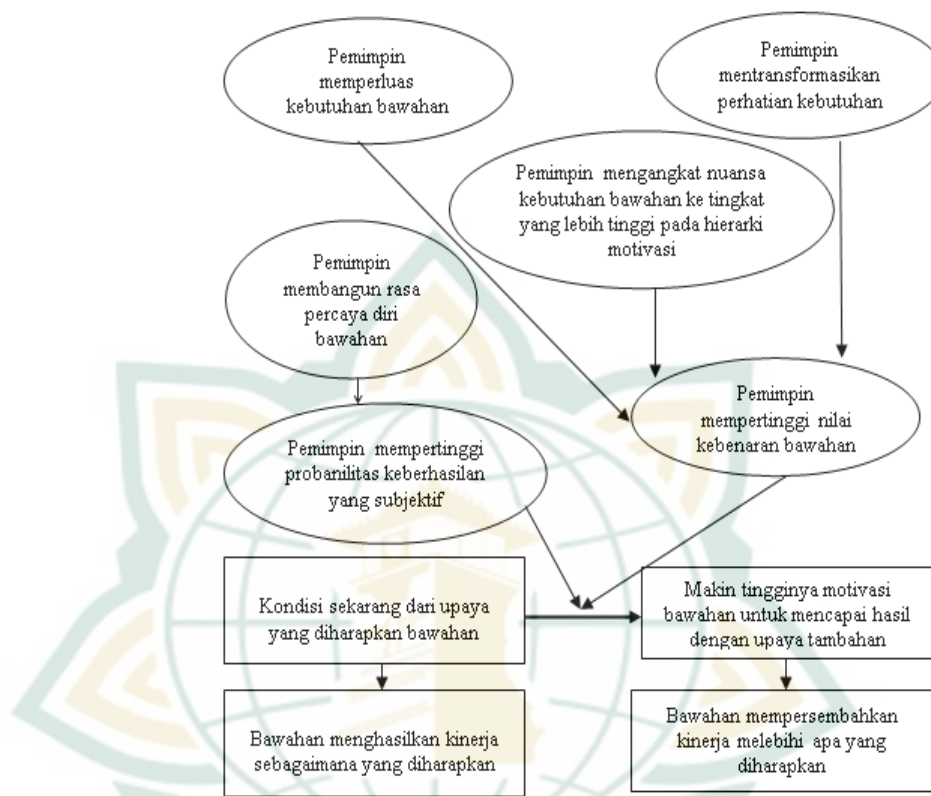 Pemimpin
memperluas
kebutuhan bawahan
Pemimpin
mentransformasikan
perhatian kebutuhan
Pemimpin mengangkat nuansa
kebutuhan bawahan ke tingkat
yang lebih tinggi pada hierarki
motivasi
Pemimpin
membangun rasa
percaya diri
bawahan
Pemimpin
mempertinggi nilai
kebenaran bawahan
Pemimpin mempertinggi
probanilitas keberhasilan
yang subjektif
Kondisi sekarang dari upaya
yang diharapkan bawahan
Makin tingginya motivasi
bawahan untuk mencapai hasil
dengan upaya tambahan
Bawahan menghasilkan kinerja
sebagaimana yang diharapkan
Bawahan mempersembahkan
kinerja melebihi apa yang
diharapkan